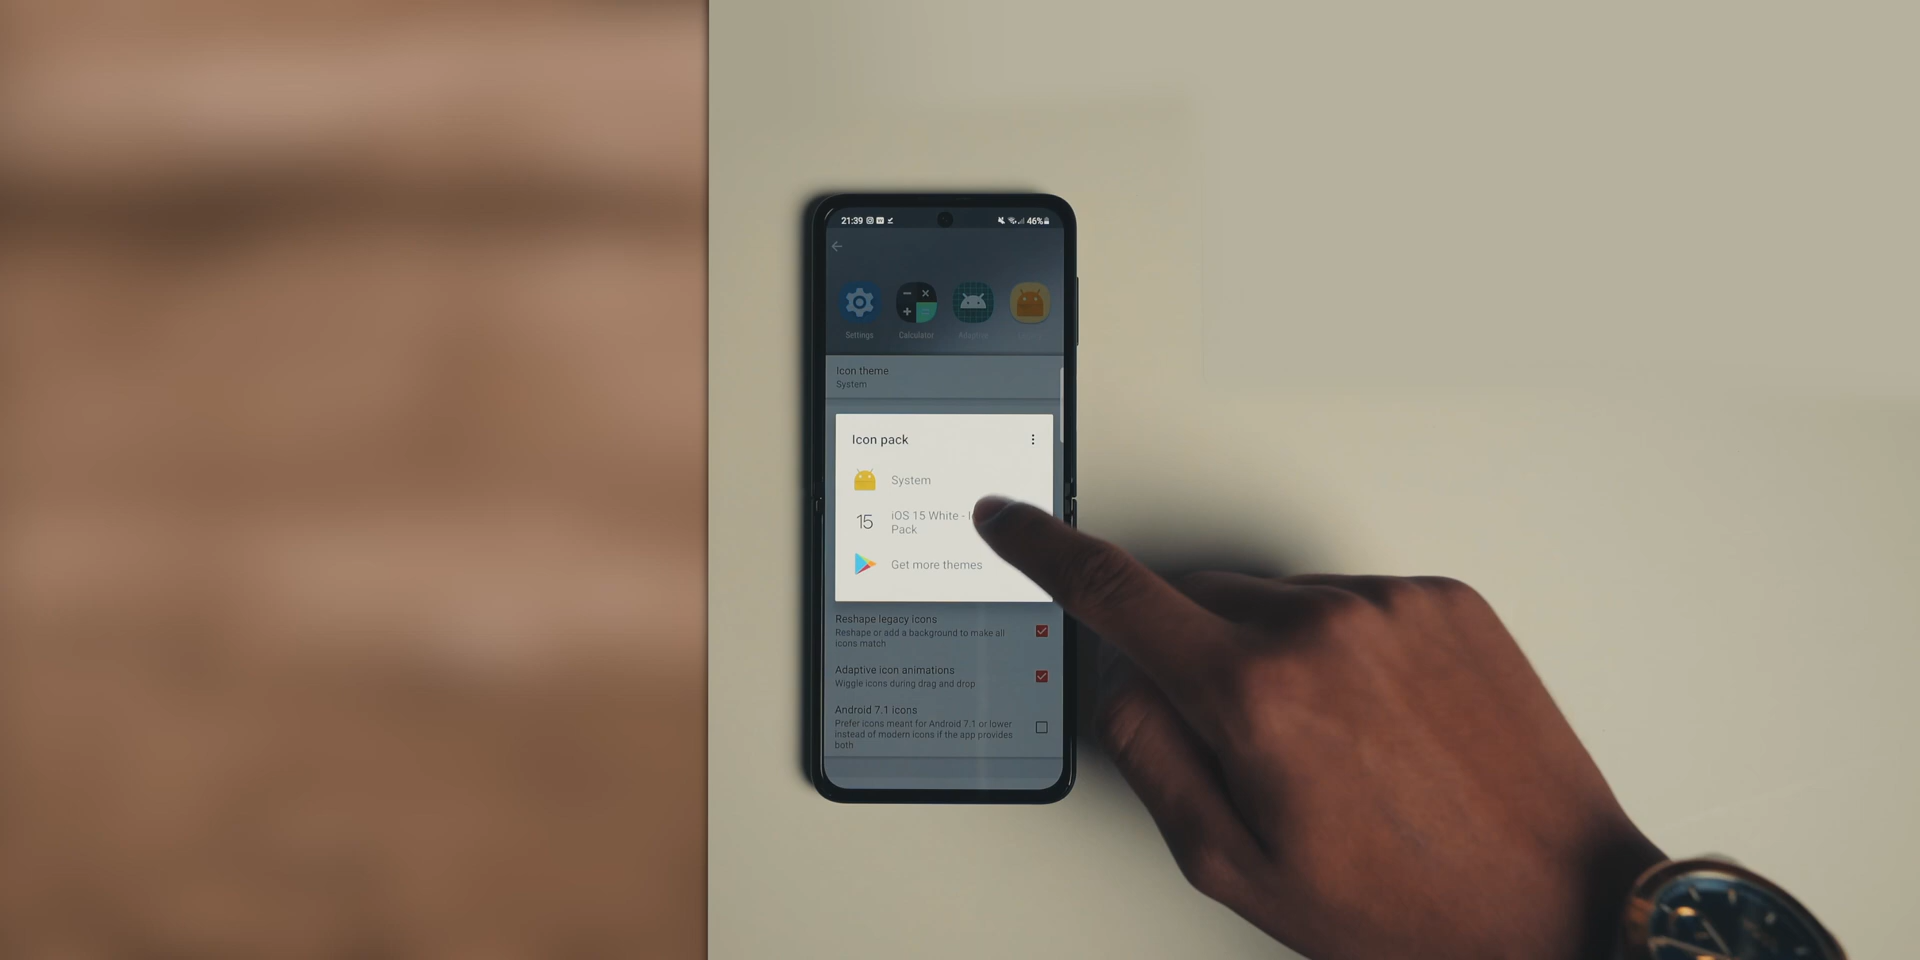 21:39
46%
Settings
Calculator
Icon theme
System
Icon pack
System
15
iOS 15 White -
Pack
Get more themes
Reshape legacy icons
Reshape or add a background to make all
icons match
Adaptive icon animations
Wiggle icons during drag and drop
Android 7.1 icons
Prefer icons meant for Android 7.1 or lower
instead of modern icons if the app provides
both